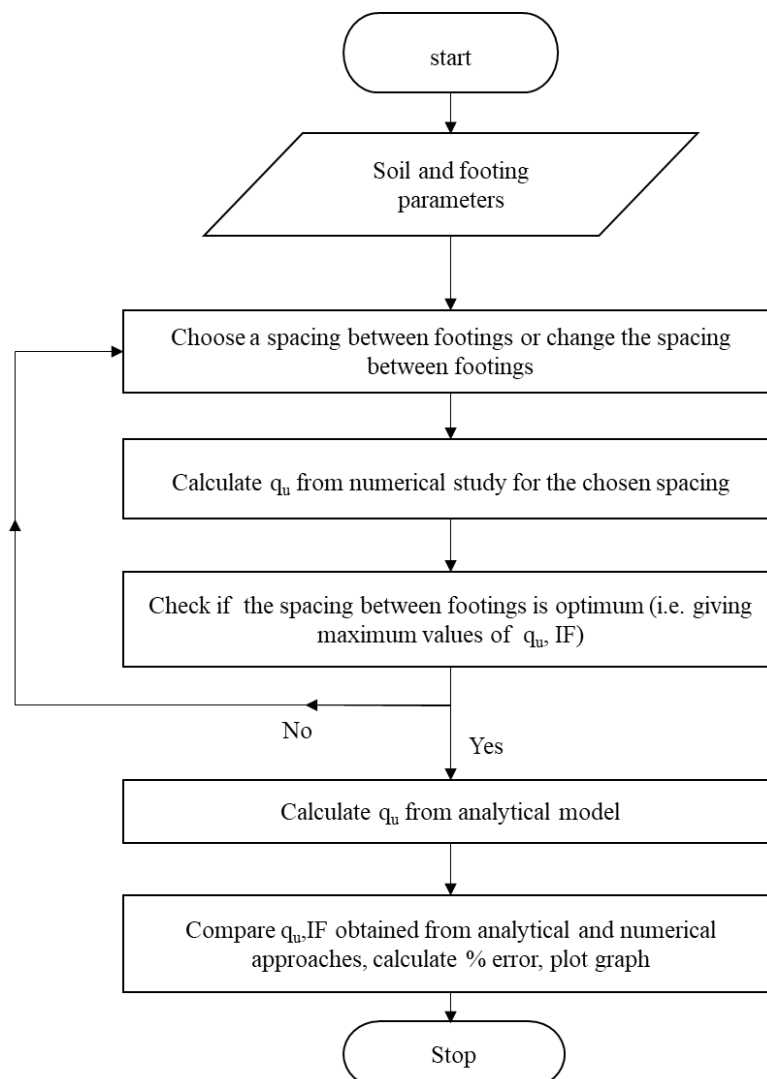 start
Soil and footing
parameters
Choose a spacing between footings or change the spacing
between footings
Calculate qᵤ from numerical study for the chosen spacing
Check if the spacing between footings is optimum (i.e. giving
maximum values of qᵤ, IF)
No
Yes
Calculate qᵤ from analytical model
Compare qᵤ,IF obtained from analytical and numerical
approaches, calculate % error, plot graph
Stop